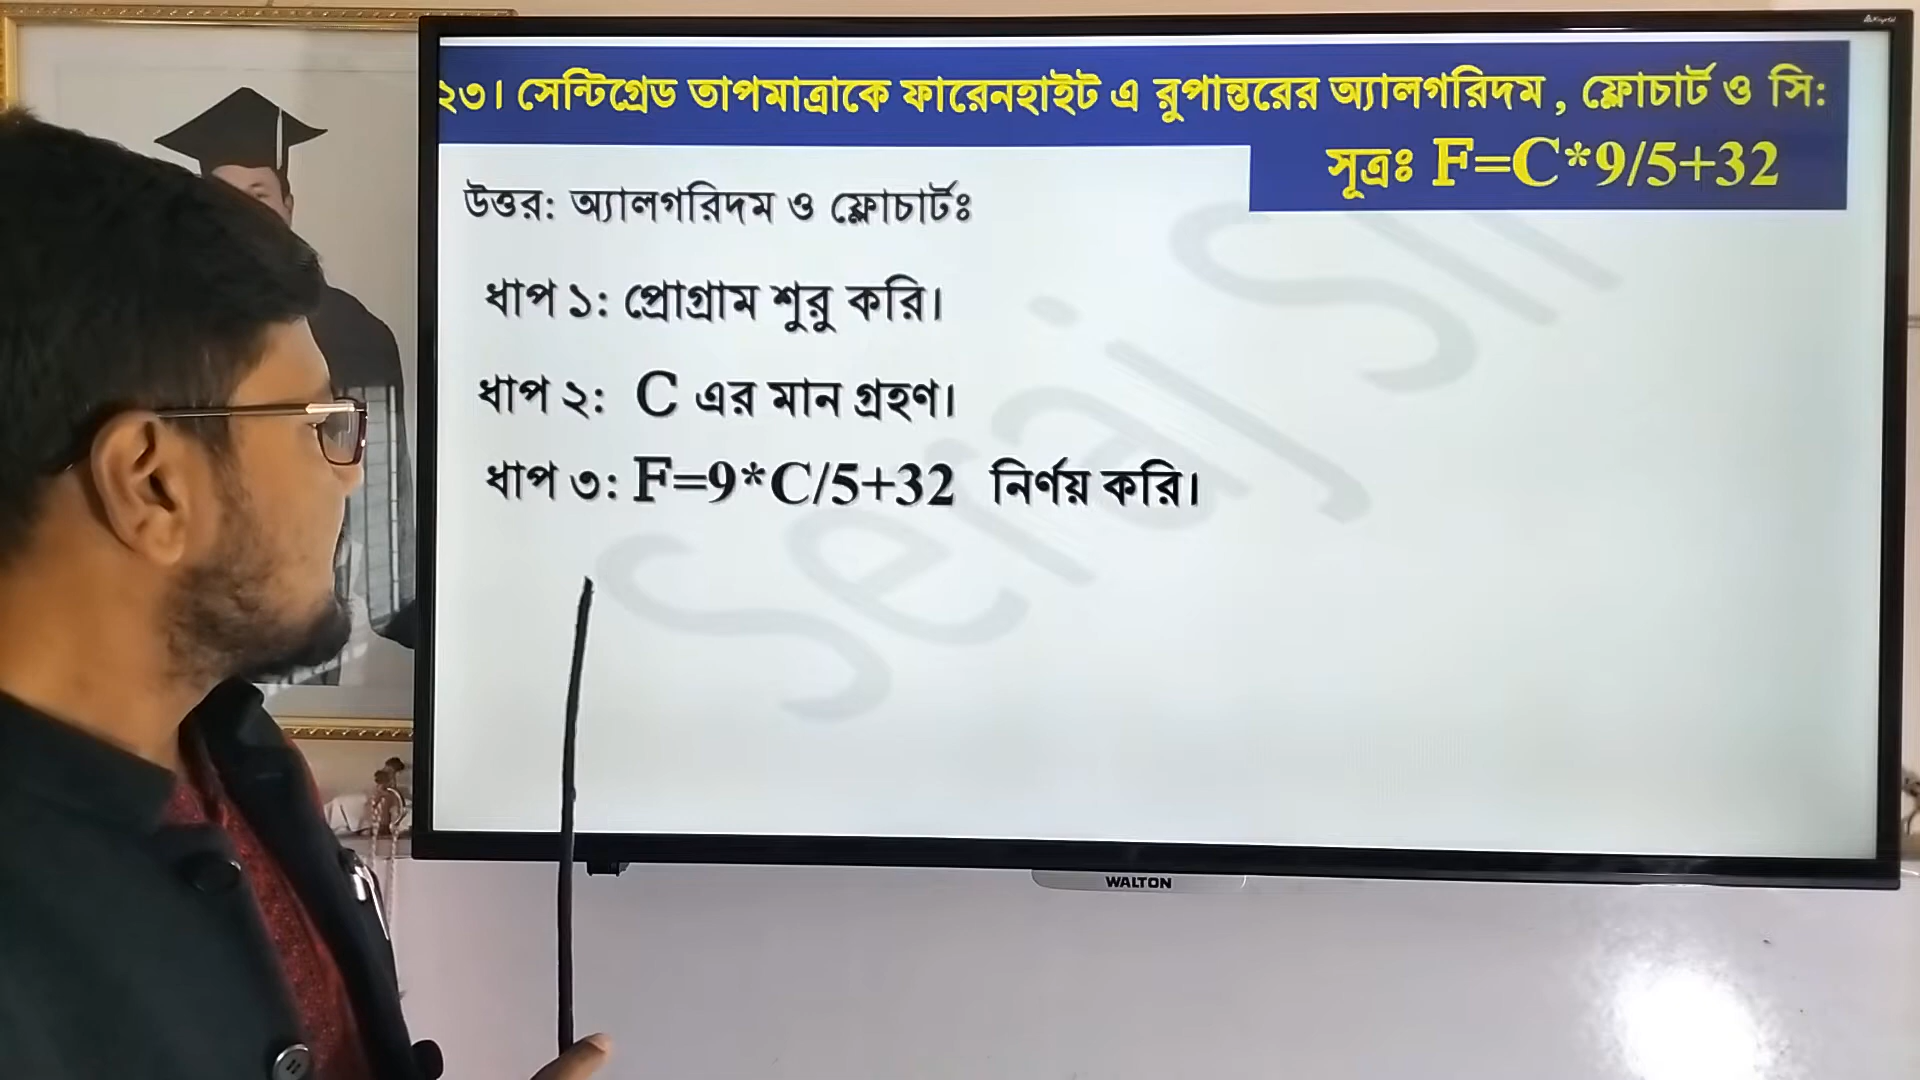 ২৩। সেন্টিগ্রেড তাপমাত্রাকে ফারেনহাইট এ রুপান্তরের অ্যালগরিদম , ফ্লোচার্ট ও সি:
সূত্রঃ F=C*9/5+32
উত্তর: অ্যালগরিদম ও ফ্লোচার্টঃ
ধাপ ১: প্রোগ্রাম শুরু করি।
ধাপ ২: C এর মান গ্রহণ।
ধাপ ৩: F=9*C/5+32 নির্ণয় করি।
WALTON